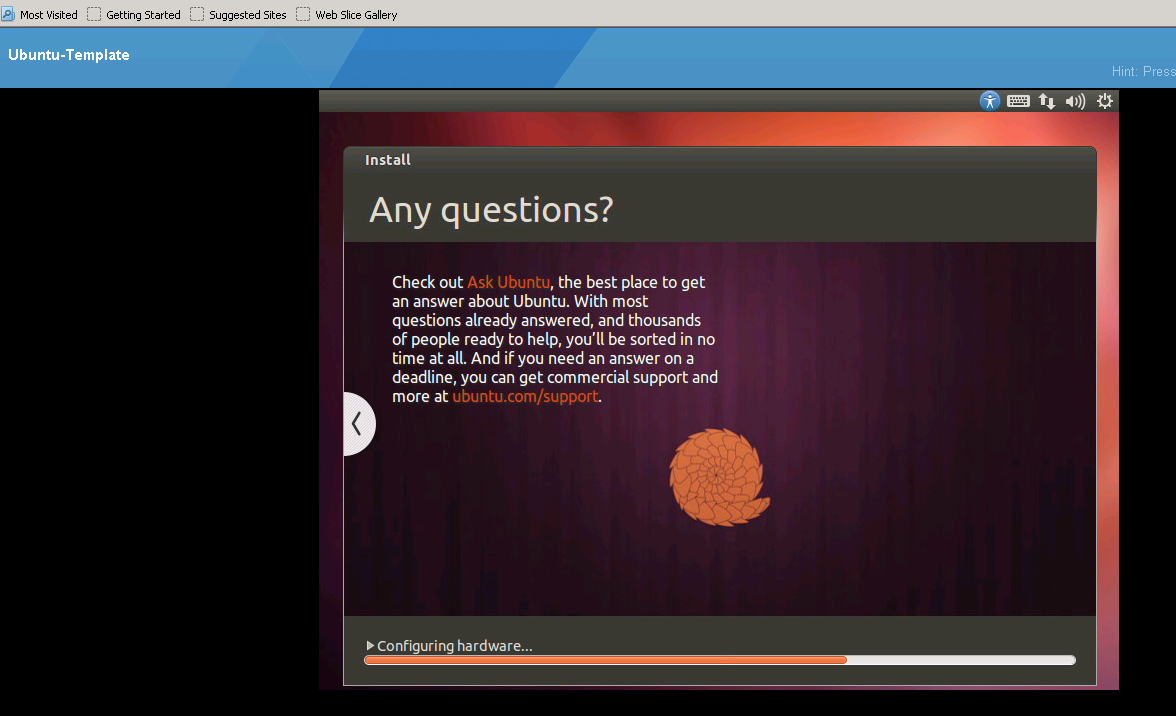 Most Visited Getting Started Suggested Sites Web Slice Gallery
Ubuntu-Template
Hint: Press
Install
Any questions?
Check out Ask Ubuntu, the best place to get
an answer about Ubuntu. With most
questions already answered, and thousands
of people ready to help, you’ll be sorted in no
time at all. And if you need an answer on a
deadline, you can get commercial support and
more at ubuntu.com/support.
Configuring hardware...